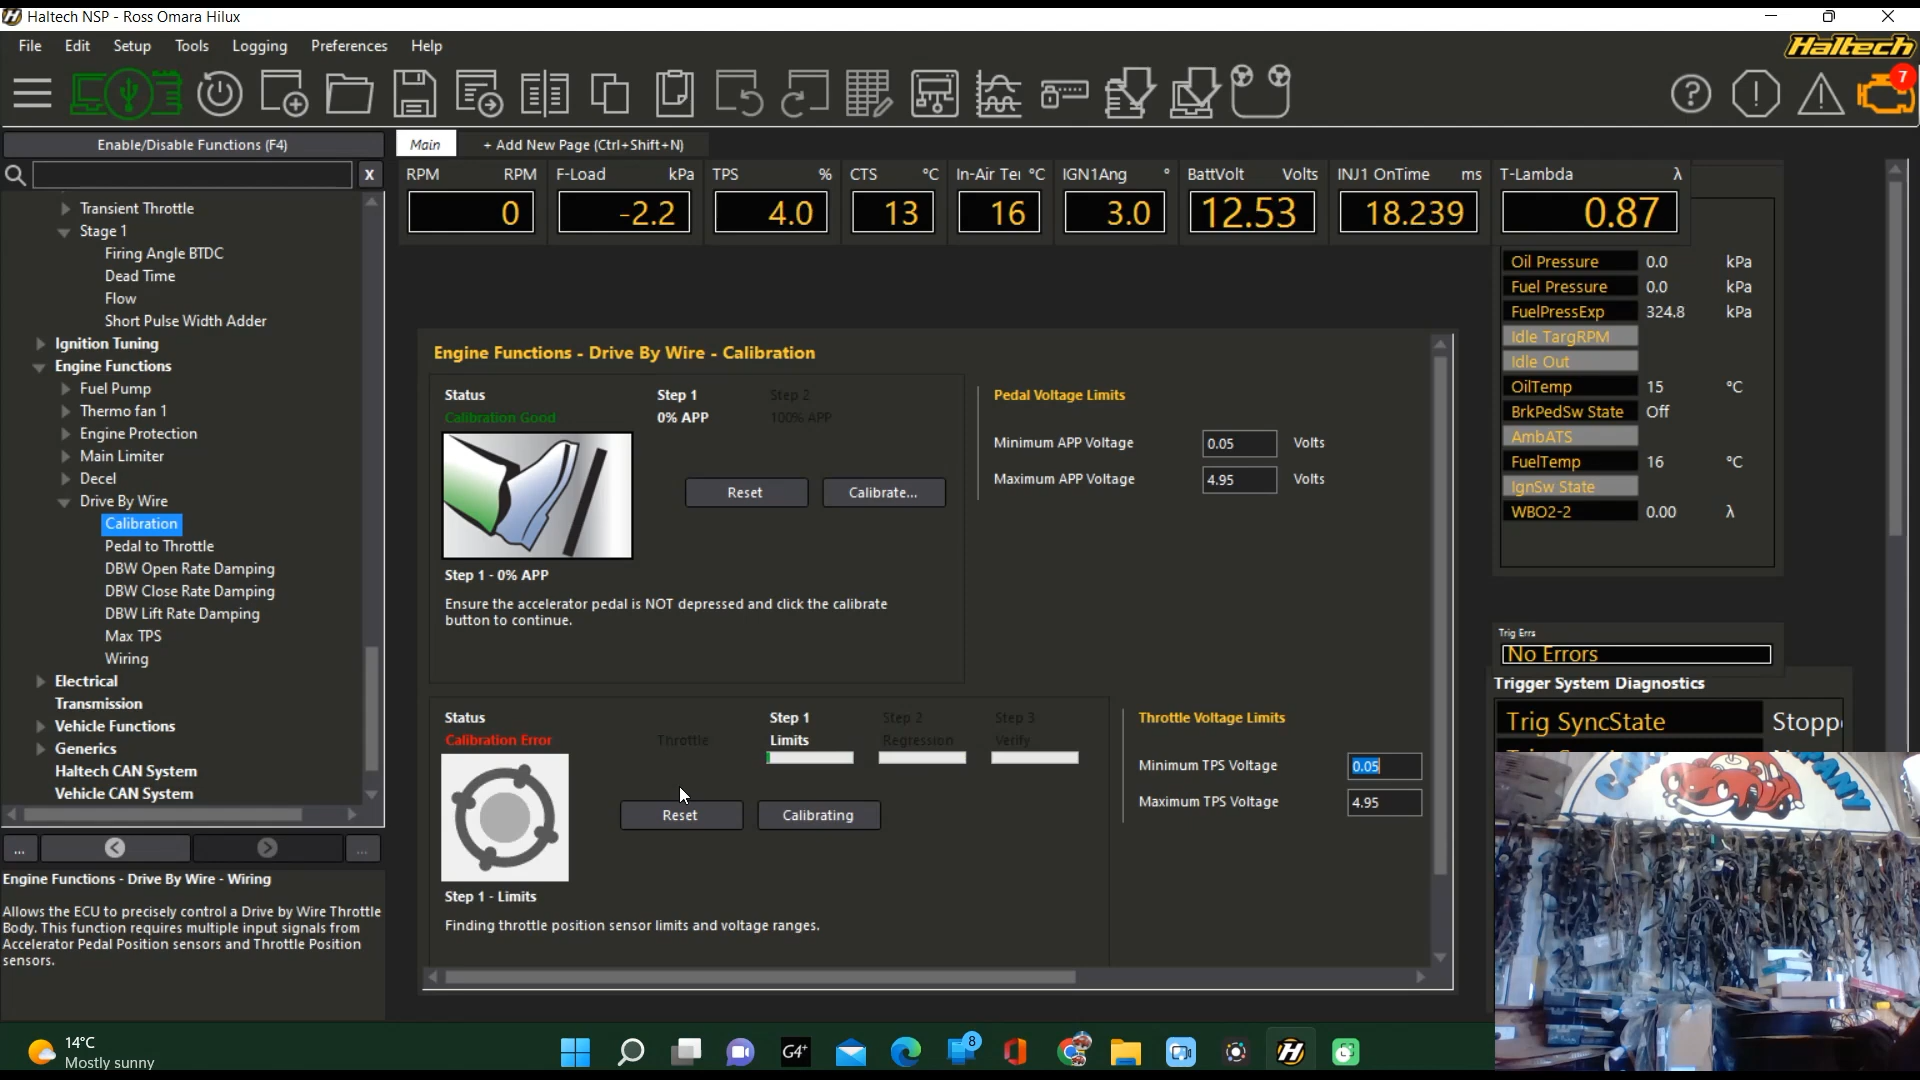 Haltech NSP - Ross Omara Hilux
File Edit Setup Tools Logging Preferences Help
Haltech
7
Enable/Disable Functions (F4)
Main + Add New Page (Ctrl+Shift+N)
X
RPM RPM F-Load kPa TPS % CTS °C In-Air Ter °C IGN1Ang ° BattVolt Volts INJ1 OnTime ms T-Lambda λ
0 -2.2 4.0 13 16 3.0 12.53 18.239 0.87
Transient Throttle
Stage 1
Firing Angle BTDC
Dead Time
Flow
Short Pulse Width Adder
Ignition Tuning
Engine Functions
Fuel Pump
Thermo fan 1
Engine Protection
Main Limiter
Decel
Drive By Wire
Calibration
Pedal to Throttle
DBW Open Rate Damping
DBW Close Rate Damping
DBW Lift Rate Damping
Max TPS
Wiring
Electrical
Transmission
Vehicle Functions
Generics
Haltech CAN System
Vehicle CAN System
... ...
Engine Functions - Drive By Wire - Wiring
Allows the ECU to precisely control a Drive by Wire Throttle
Body. This function requires multiple input signals from
Accelerator Pedal Position sensors and Throttle Position
sensors.
Engine Functions - Drive By Wire - Calibration
Status Step 1 Step 2
Calibration Good 0% APP 100% APP
Reset Calibrate...
Step 1 - 0% APP
Ensure the accelerator pedal is NOT depressed and click the calibrate
button to continue.
Pedal Voltage Limits
Minimum APP Voltage 0.05 Volts
Maximum APP Voltage 4.95 Volts
Status Step 1 Step 2 Step 3
Calibration Error Throttle Limits Regression Verify
Reset Calibrating
Step 1 - Limits
Finding throttle position sensor limits and voltage ranges.
Throttle Voltage Limits
Minimum TPS Voltage 0.05
Maximum TPS Voltage 4.95
Oil Pressure 0.0 kPa
Fuel Pressure 0.0 kPa
FuelPressExp 324.8 kPa
Idle TargRPM
Idle Out
OilTemp 15 °C
BrkPedSw State Off
AmbATS
FuelTemp 16 °C
IgnSw State
WBO2-2 0.00 λ
Trig Errs
No Errors
Trigger System Diagnostics
Trig SyncState Stopp
14°C
Mostly sunny
G4+
8
H